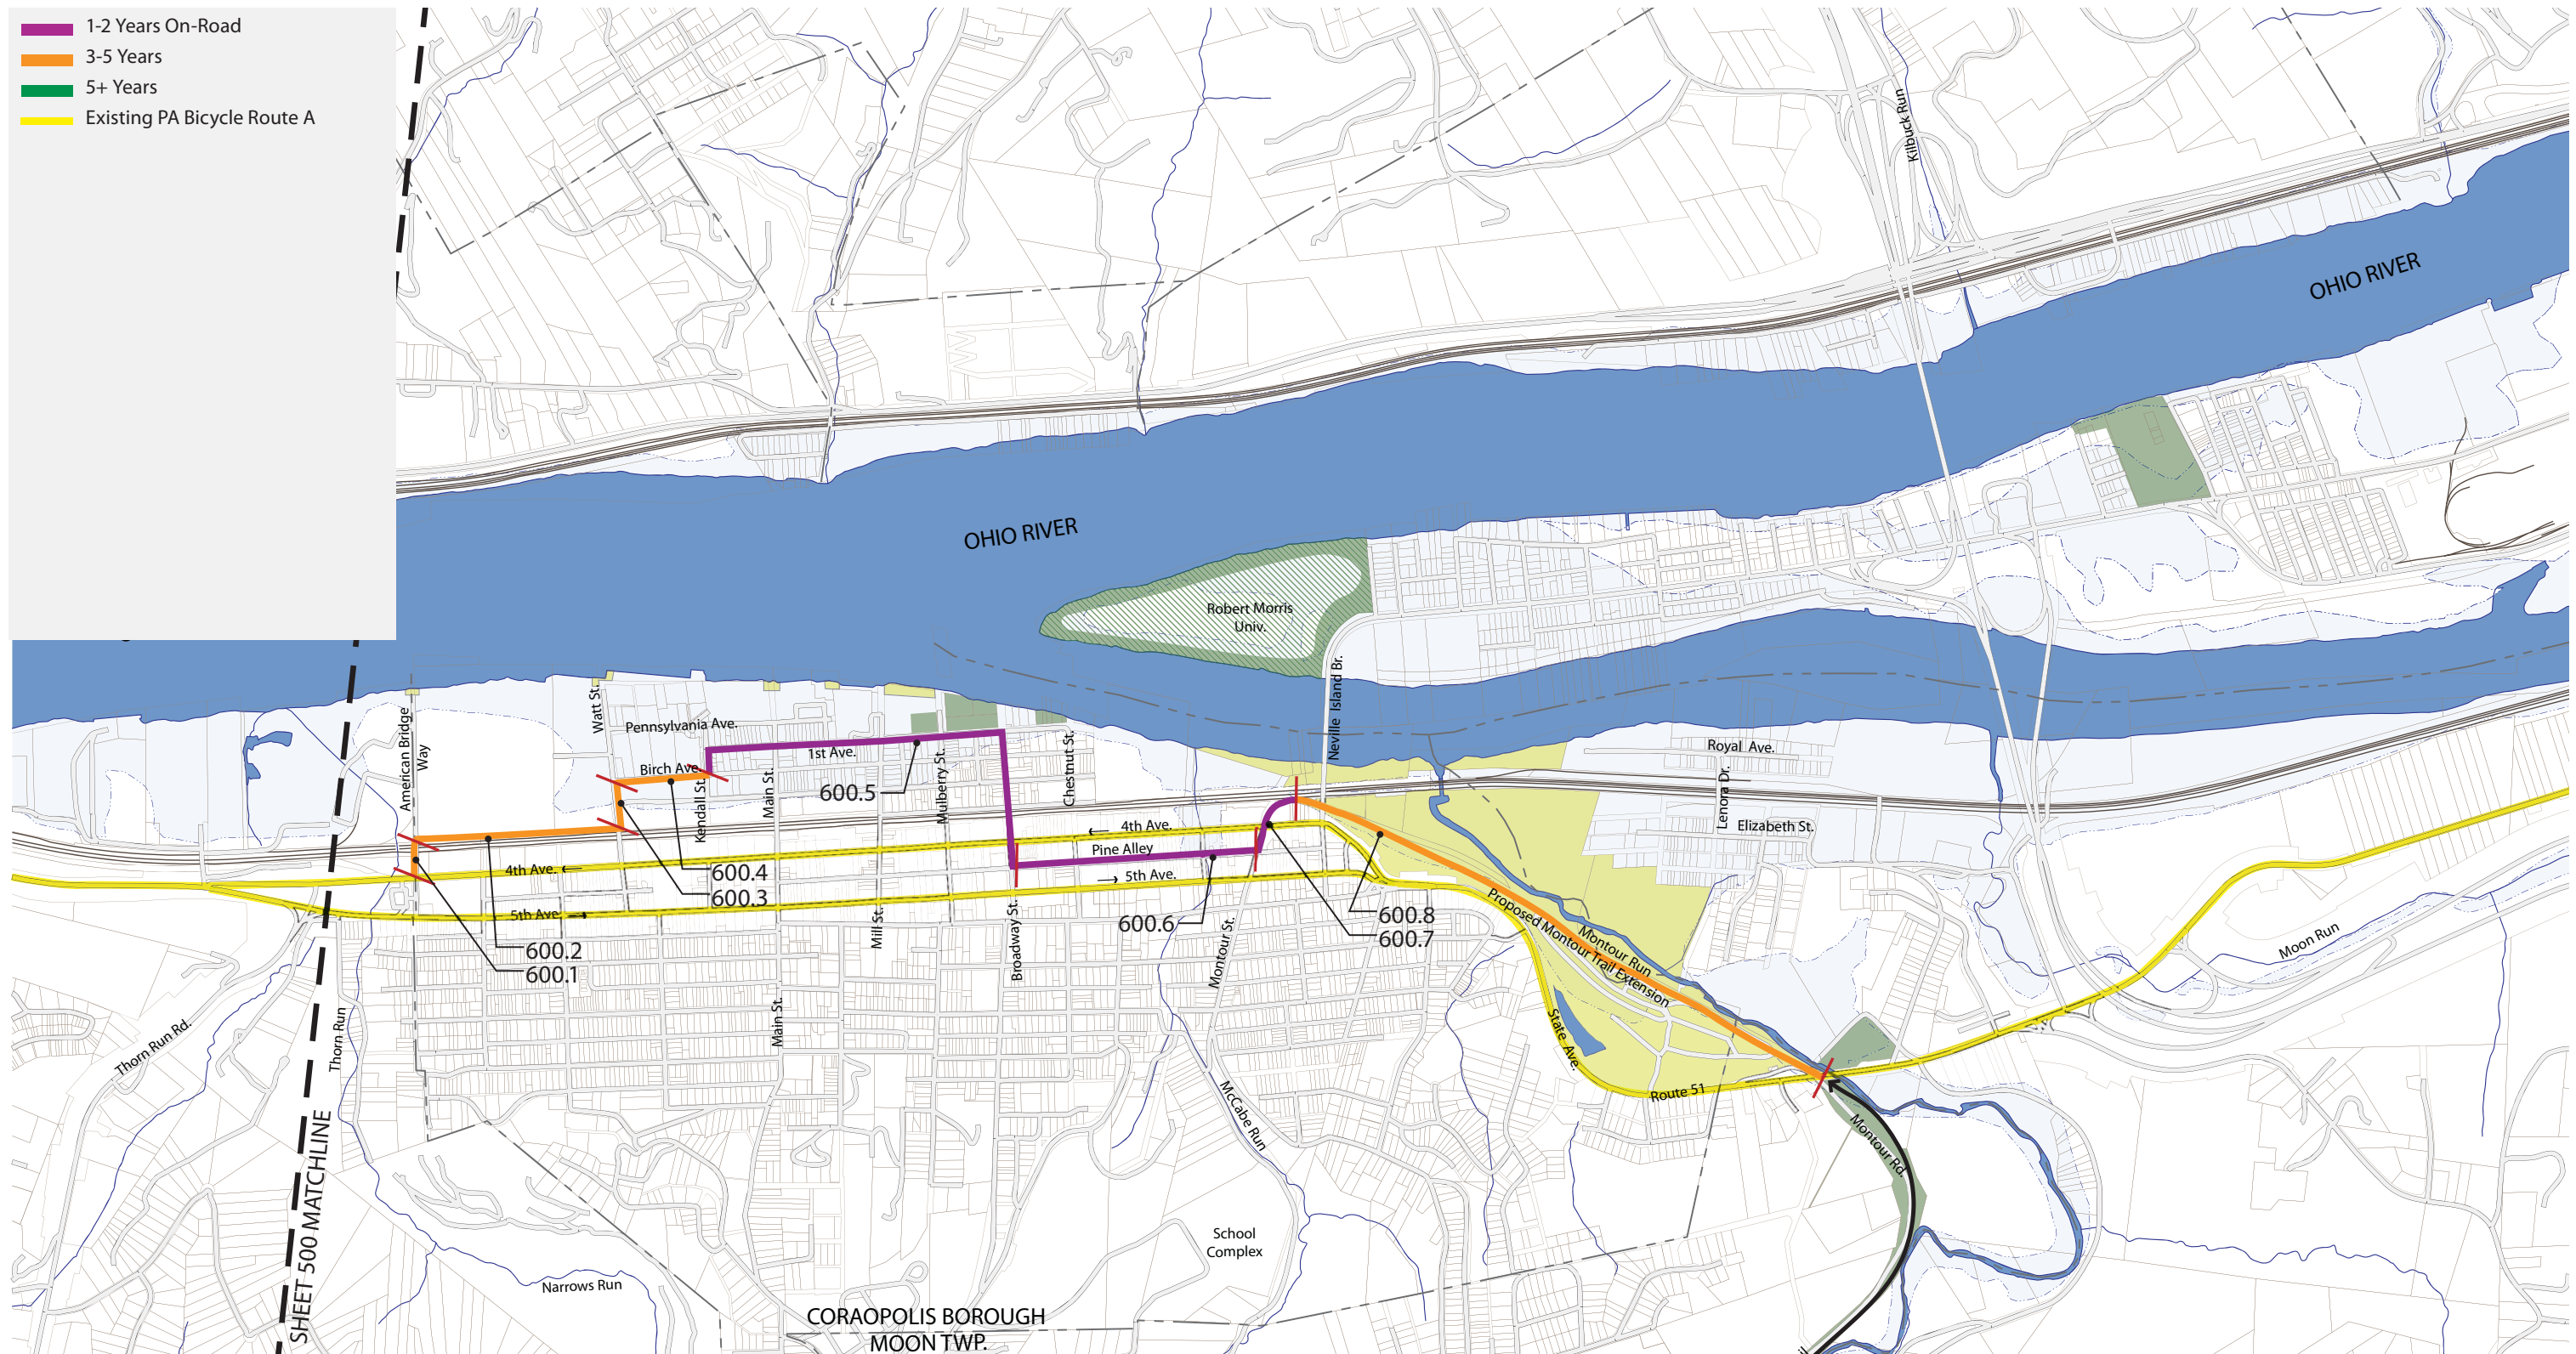 1-2 Years On-Road
3-5 Years
5+ Years
Existing PA Bicycle Route A
Kilbuck Run
OHIO RIVER
OHIO RIVER
Robert Morris
Univ.
Neville Island Br.
American Bridge
Way
Watt St.
Pennsylvania Ave.
1st Ave.
Birch Ave.
Kendall St.
Main St.
600.5
Mulberry St.
Chestnut St.
Royal Ave.
Lenora Dr.
Elizabeth St.
4th Ave.
Pine Alley
5th Ave.
4th Ave.
5th Ave
600.4
600.3
600.2
600.1
Mill St.
Broadway St.
600.6
Montour St.
600.8
600.7
Proposed Montour Trail Extension
Montour Run
State Ave.
Route 51
Moon Run
Montour Rd.
Thorn Run Rd.
Thorn Run
Main St.
McCabe Run
SHEET 500 MATCHLINE
School
Complex
Narrows Run
CORAOPOLIS BOROUGH
MOON TWP.